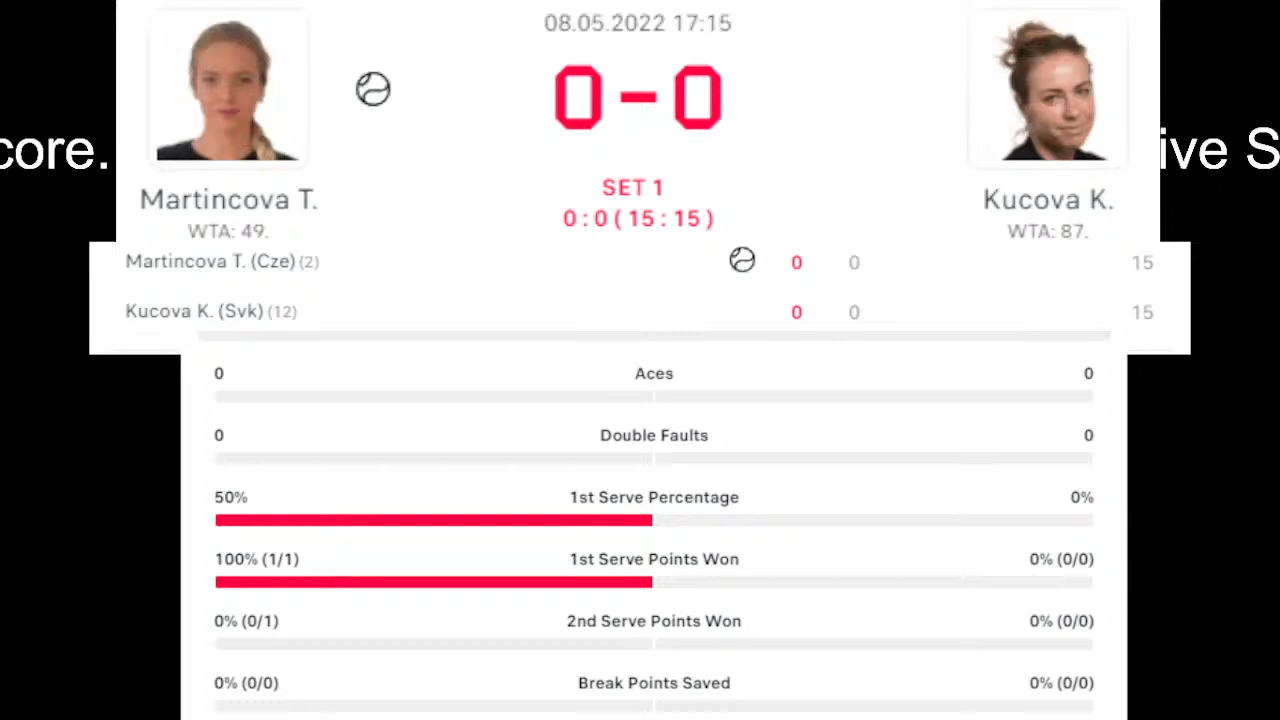 08.05.2022 17:15
0 - 0
core.
ive S
SET 1
0 : 0 ( 15 : 15 )
Martincova T.
Kucova K.
WTA: 49.
WTA: 87.
Martincova T. (Cze) (2) 0 0 15
Kucova K. (Svk) (12) 0 0 15
0 Aces 0
0 Double Faults 0
50% 1st Serve Percentage 0%
100% (1/1) 1st Serve Points Won 0% (0/0)
0% (0/1) 2nd Serve Points Won 0% (0/0)
0% (0/0) Break Points Saved 0% (0/0)